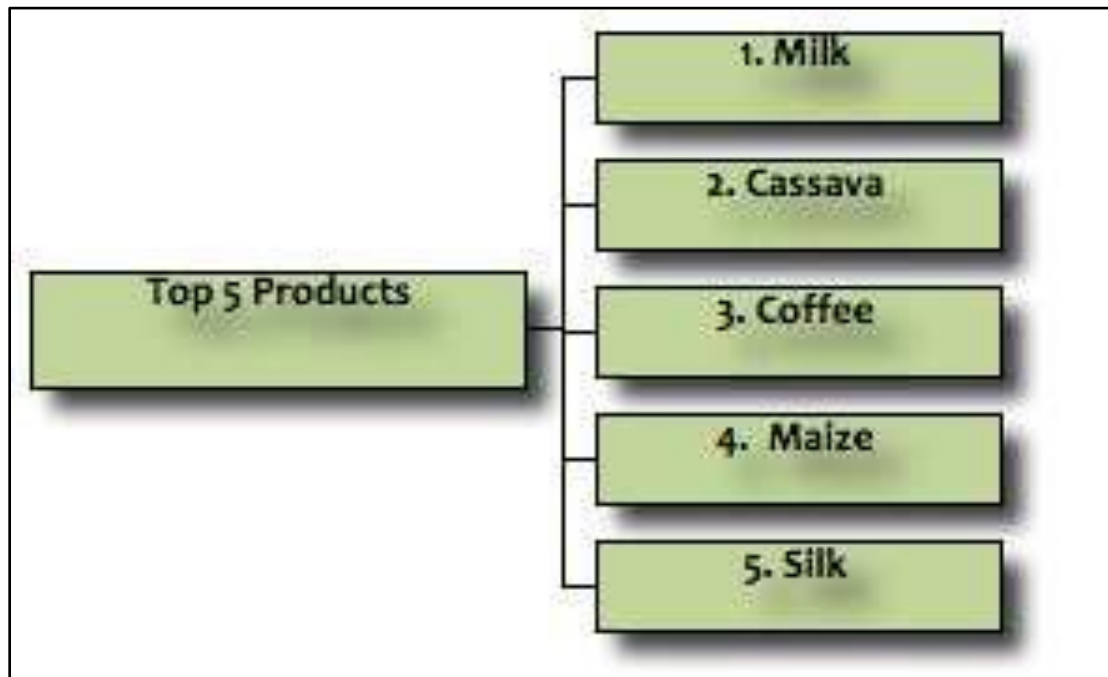 Top 5 Products
1. Milk
2. Cassava
3. Coffee
4. Maize
5. Silk